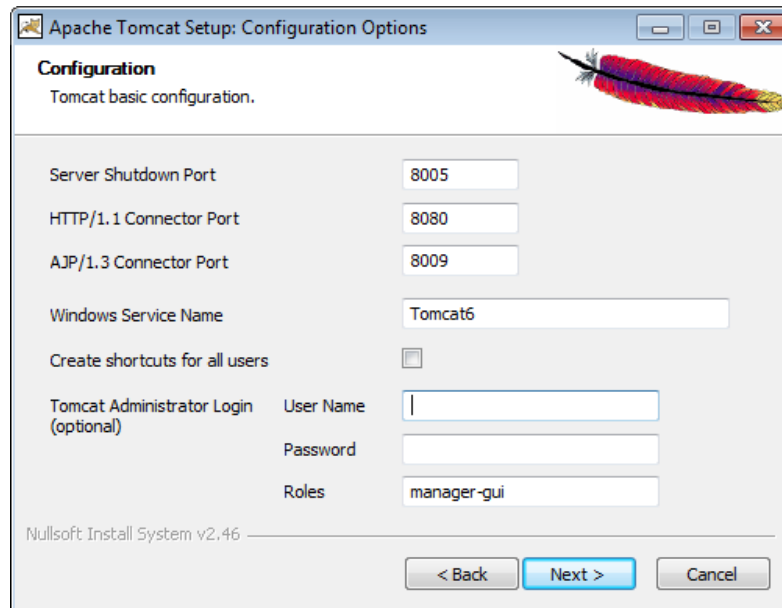 Apache Tomcat Setup: Configuration Options
Configuration
Tomcat basic configuration.
Server Shutdown Port 8005
HTTP/1.1 Connector Port 8080
AJP/1.3 Connector Port 8009
Windows Service Name Tomcat6
Create shortcuts for all users
Tomcat Administrator Login User Name
(optional)
Password
Roles manager-gui
Nullsoft Install System v2.46
< Back Next > Cancel